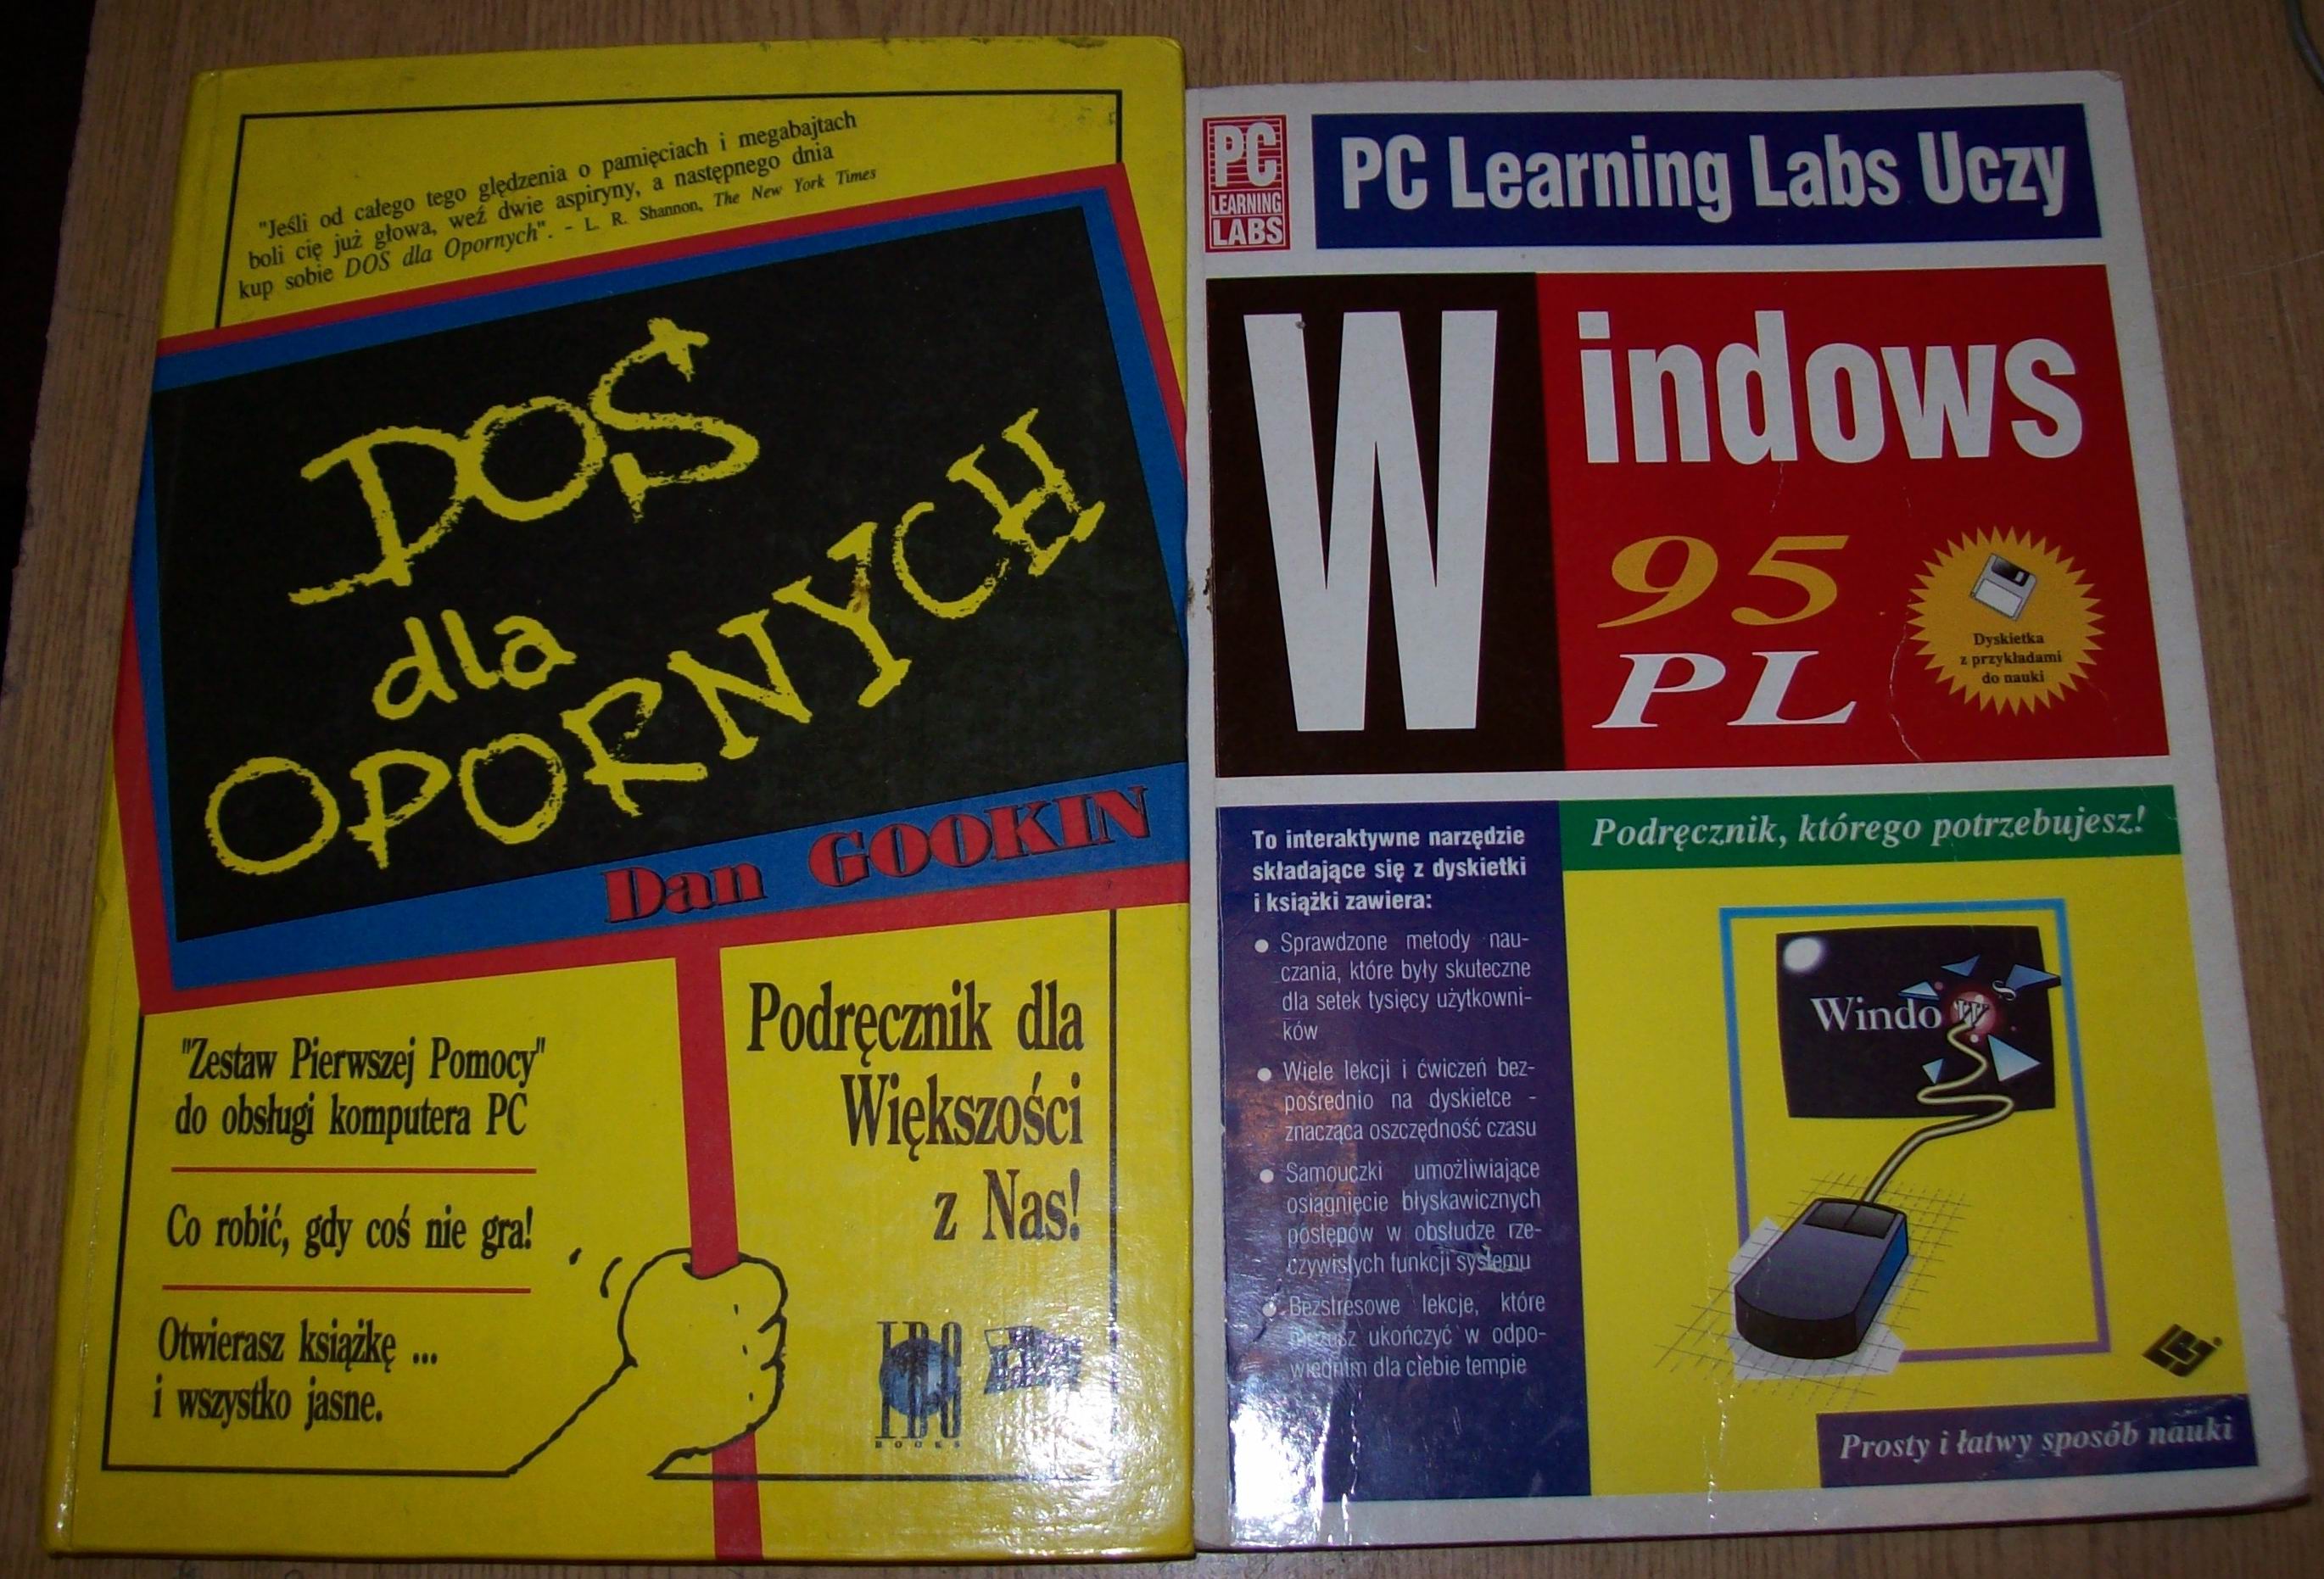 "Jeśli od całego tego ględzenia o pamięciach i megabajtach
boli cię już głowa, weź dwie aspiryny, a następnego dnia
kup sobie DOS dla Opornych". - L. R. Shannon, The New York Times
DOS
dla
OPORNYCH
Dan GOOKIN
"Zestaw Pierwszej Pomocy"
do obsługi komputera PC
Co robić, gdy coś nie gra!
Otwierasz książkę ...
i wszystko jasne.
Podręcznik dla
Większości
z Nas!
IDG
BOOKS
PC
LEARNING
LABS
PC Learning Labs Uczy
Windows
95
PL
Dyskietka
z przykładami
do nauki
To interaktywne narzędzie
składające się z dyskietki
i książki zawiera:
● Sprawdzone metody nau-
czania, które były skuteczne
dla setek tysięcy użytkowni-
ków
● Wiele lekcji i ćwiczeń bez-
pośrednio na dyskietce -
znacząca oszczędność czasu
● Samouczki umożliwiające
osiągnięcie błyskawicznych
postępów w obsłudze rze-
czywistych funkcji systemu
● Bezstresowe lekcje, które
możesz ukończyć w odpo-
wiednim dla ciebie tempie
Podręcznik, którego potrzebujesz!
Windows
Prosty i łatwy sposób nauki